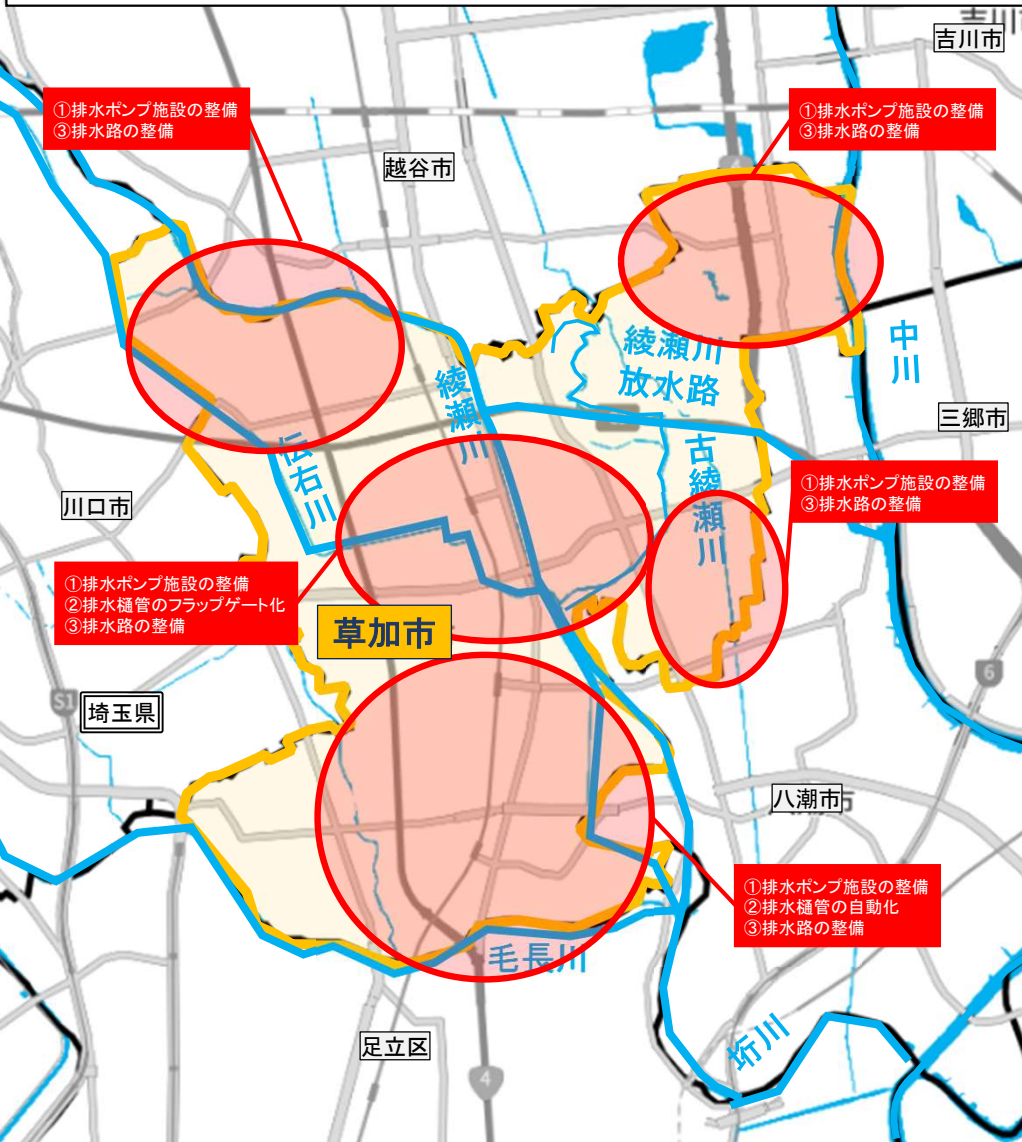 吉川市
①排水ポンプ施設の整備
③排水路の整備
①排水ポンプ施設の整備
③排水路の整備
越谷市
綾瀬川
放水路
中川
綾瀬川
三郷市
伝右川
古綾瀬川
川口市
①排水ポンプ施設の整備
③排水路の整備
①排水ポンプ施設の整備
②排水樋管のフラップゲート化
③排水路の整備
草加市
6
S1
埼玉県
八潮市
①排水ポンプ施設の整備
②排水樋管の自動化
③排水路の整備
毛長川
足立区
垳川
4